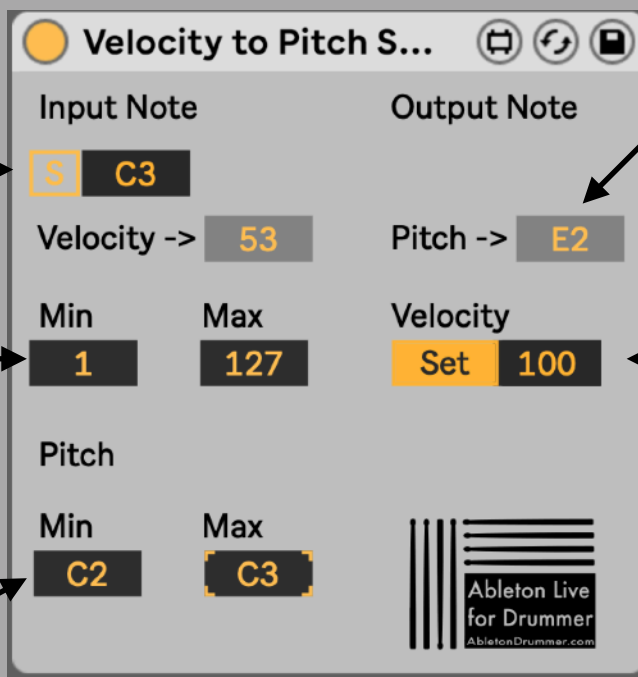 Velocity to Pitch S...
Input Note Output Note
S C3
Velocity -> 53 Pitch -> E2
Min Max Velocity
1 127 Set 100
Pitch
Min Max
C2 C3
Ableton Live
for Drummer
AbletonDrummer.com